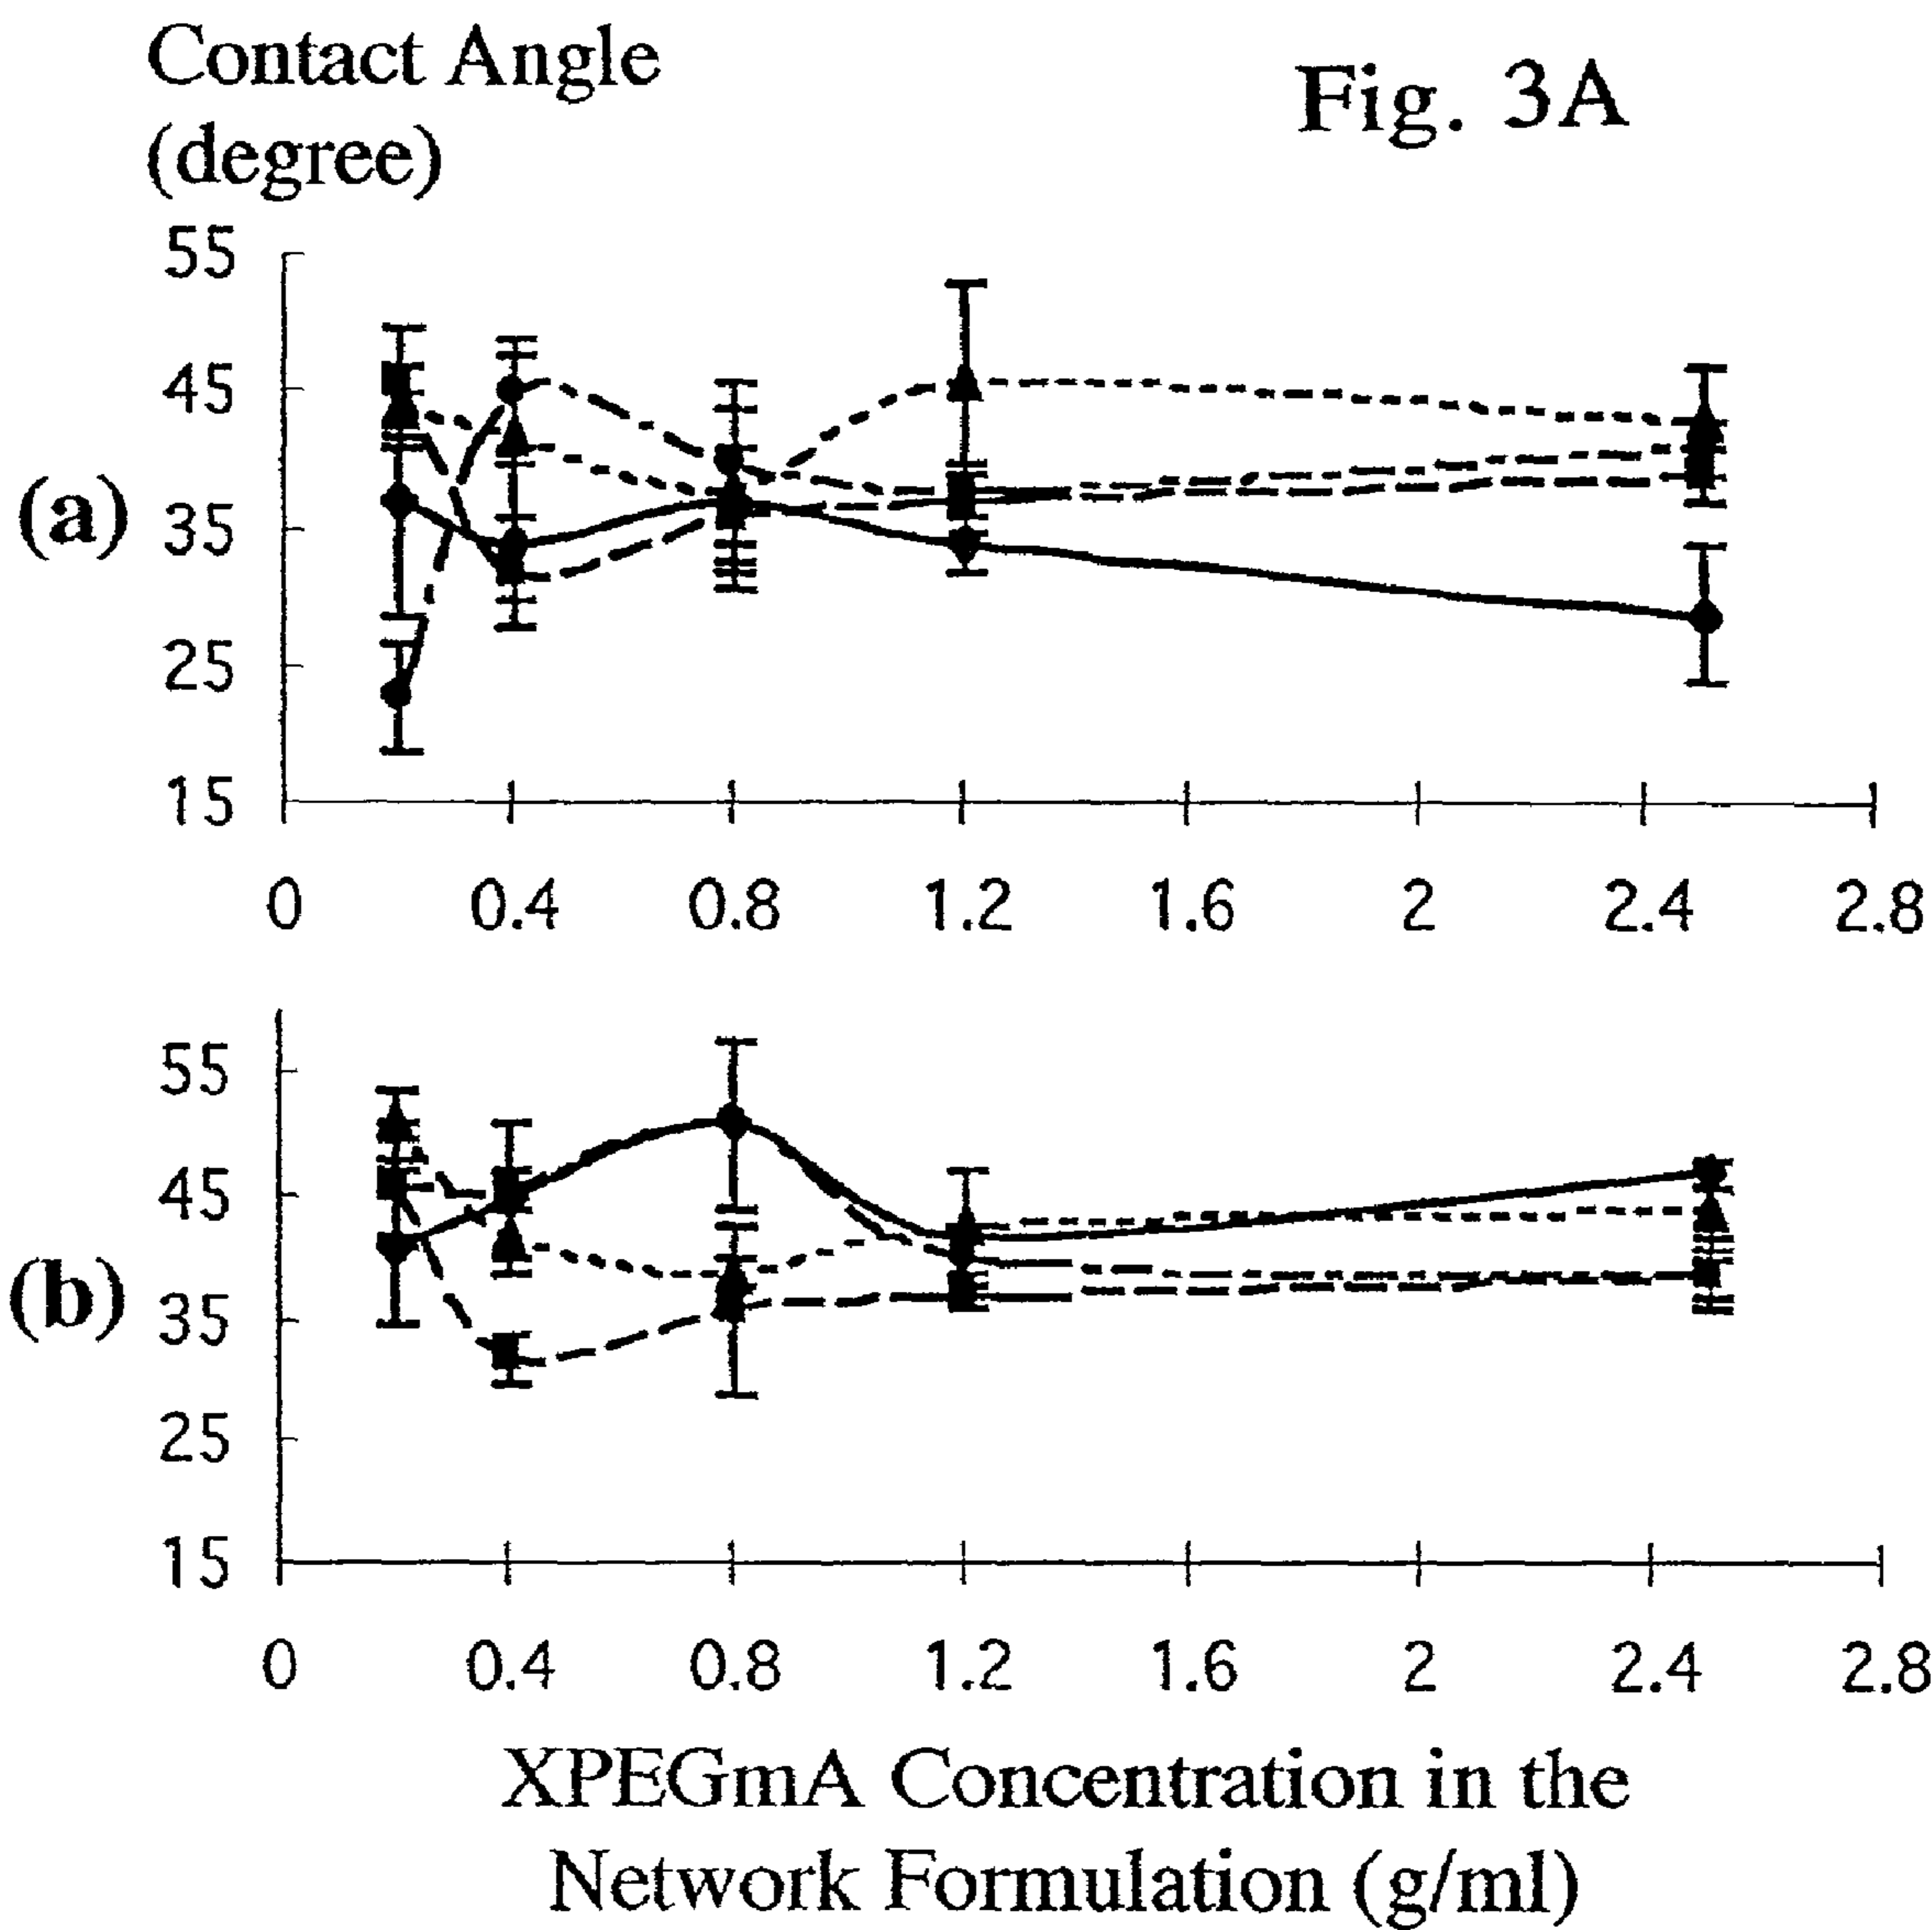 Contact Angle
(degree)
Fig. 3A
(a)
55
45
35
25
15
0 0.4 0.8 1.2 1.6 2 2.4 2.8
(b)
55
45
35
25
15
0 0.4 0.8 1.2 1.6 2 2.4 2.8
XPEGmA Concentration in the
Network Formulation (g/ml)